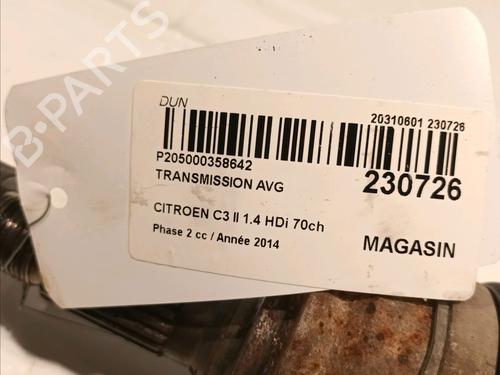 B-PARTS
DUN
20310601 230726
P205000358642
TRANSMISSION AVG
230726
CITROEN C3 II 1.4 HDi 70ch
Phase 2 cc / Année 2014
MAGASIN